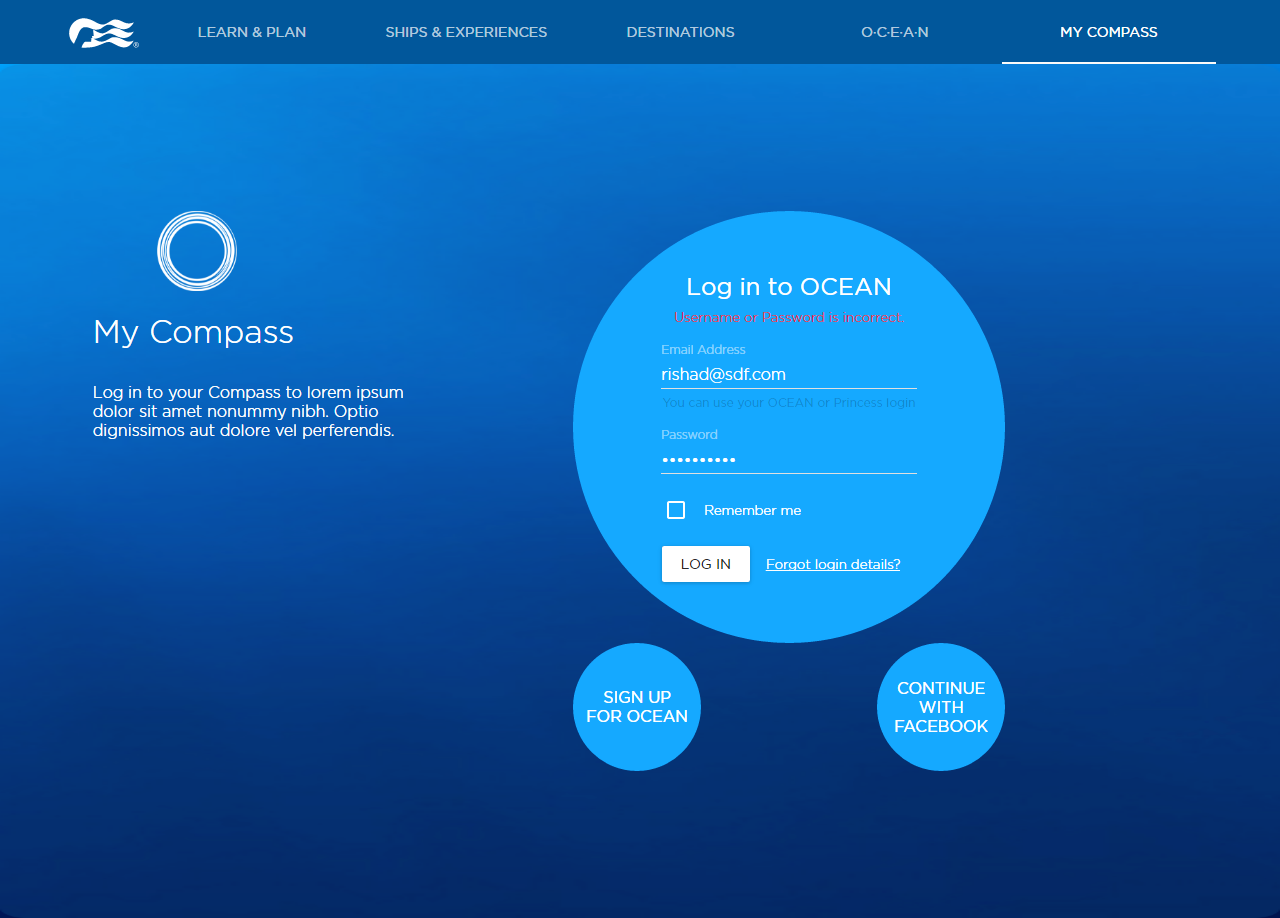 LEARN & PLAN
SHIPS & EXPERIENCES
DESTINATIONS
O·C·E·A·N
MY COMPASS
®
My Compass
Log in to your Compass to lorem ipsum
dolor sit amet nonummy nibh. Optio
dignissimos aut dolore vel perferendis.
Log in to OCEAN
Username or Password is incorrect.
Email Address
rishad@sdf.com
You can use your OCEAN or Princess login
Password
••••••••••
Remember me
LOG IN
Forgot login details?
SIGN UP
FOR OCEAN
CONTINUE
WITH
FACEBOOK